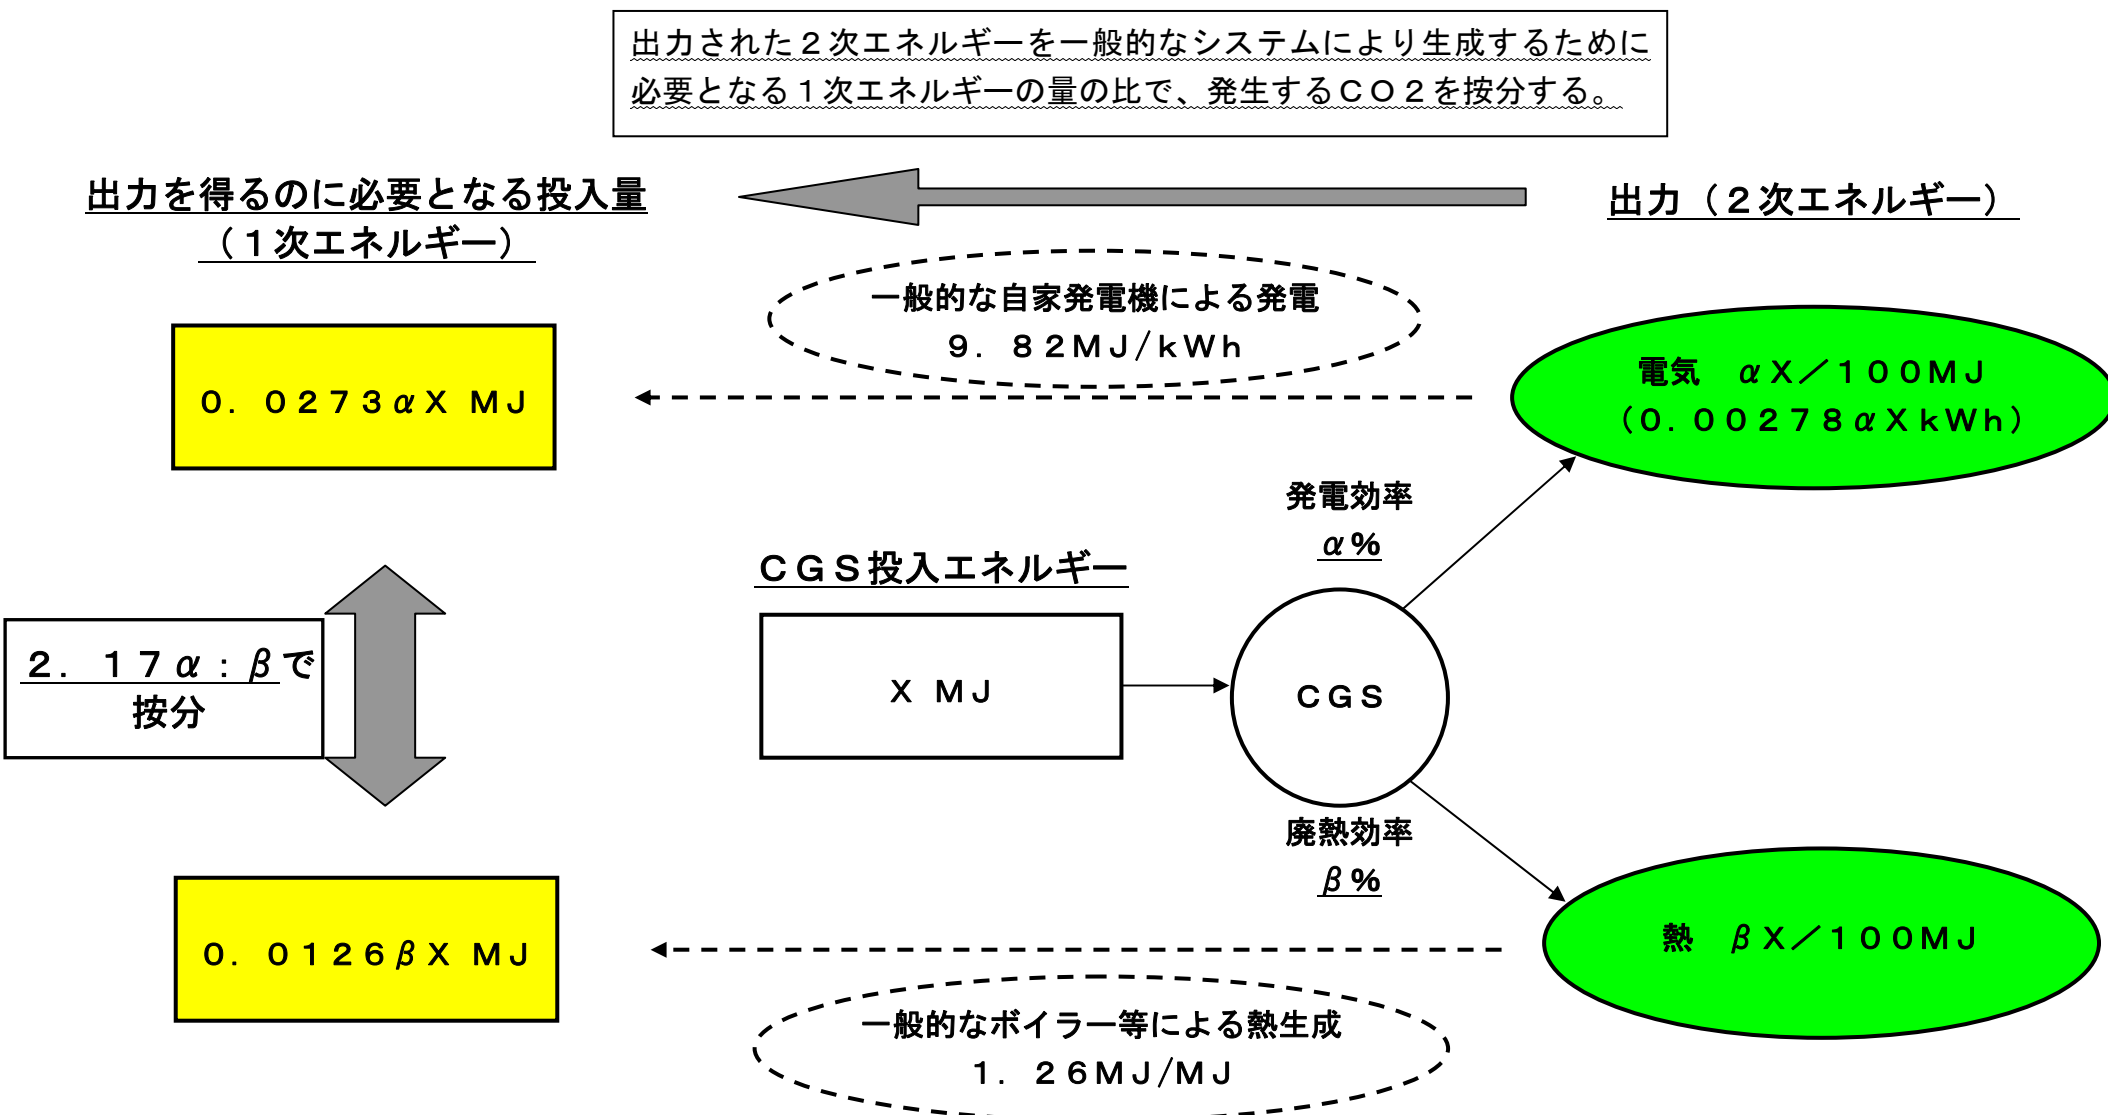 出力された２次エネルギーを一般的なシステムにより生成するために
必要となる１次エネルギーの量の比で、発生するＣＯ２を按分する。
出力を得るのに必要となる投入量
（１次エネルギー）
出力（２次エネルギー）
一般的な自家発電機による発電
９．８２ＭＪ/ｋＷｈ
０．０２７３αＸ ＭＪ
電気　αＸ／１００ＭＪ
（０．００２７８αＸｋＷｈ）
発電効率
α%
ＣＧＳ投入エネルギー
２．１７α：βで
按分
Ｘ ＭＪ
ＣＧＳ
廃熱効率
β%
０．０１２６βＸ ＭＪ
熱　βＸ／１００ＭＪ
一般的なボイラー等による熱生成
１．２６ＭＪ/ＭＪ